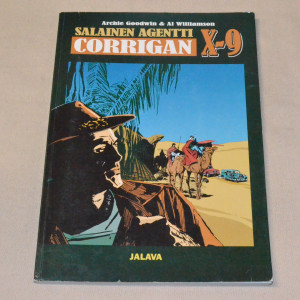 Archie Goodwin & Al Williamson
SALAINEN AGENTTI
CORRIGAN X-9
JALAVA